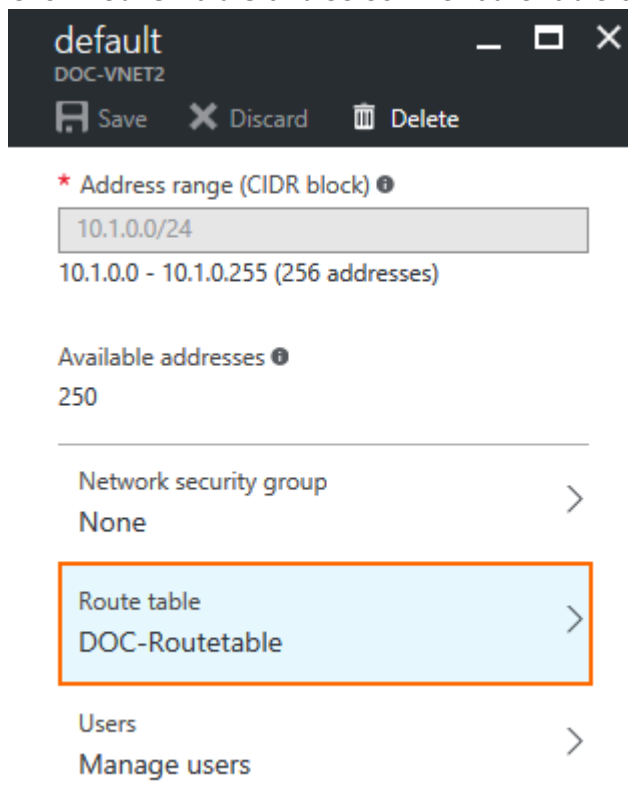 default
DOC-VNET2
Save Discard Delete
* Address range (CIDR block)
10.1.0.0/24
10.1.0.0 - 10.1.0.255 (256 addresses)
Available addresses
250
Network security group
None
Route table
DOC-Routetable
Users
Manage users